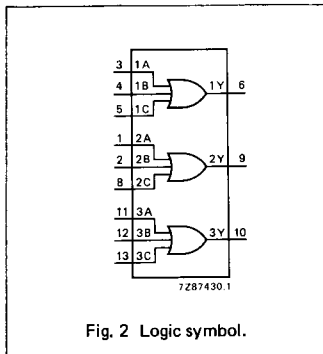 3 1A
4 1B 1Y 6
5 1C
1 2A
2 2B 2Y 9
8 2C
11 3A
12 3B 3Y 10
13 3C
7Z87430.1
Fig. 2 Logic symbol.